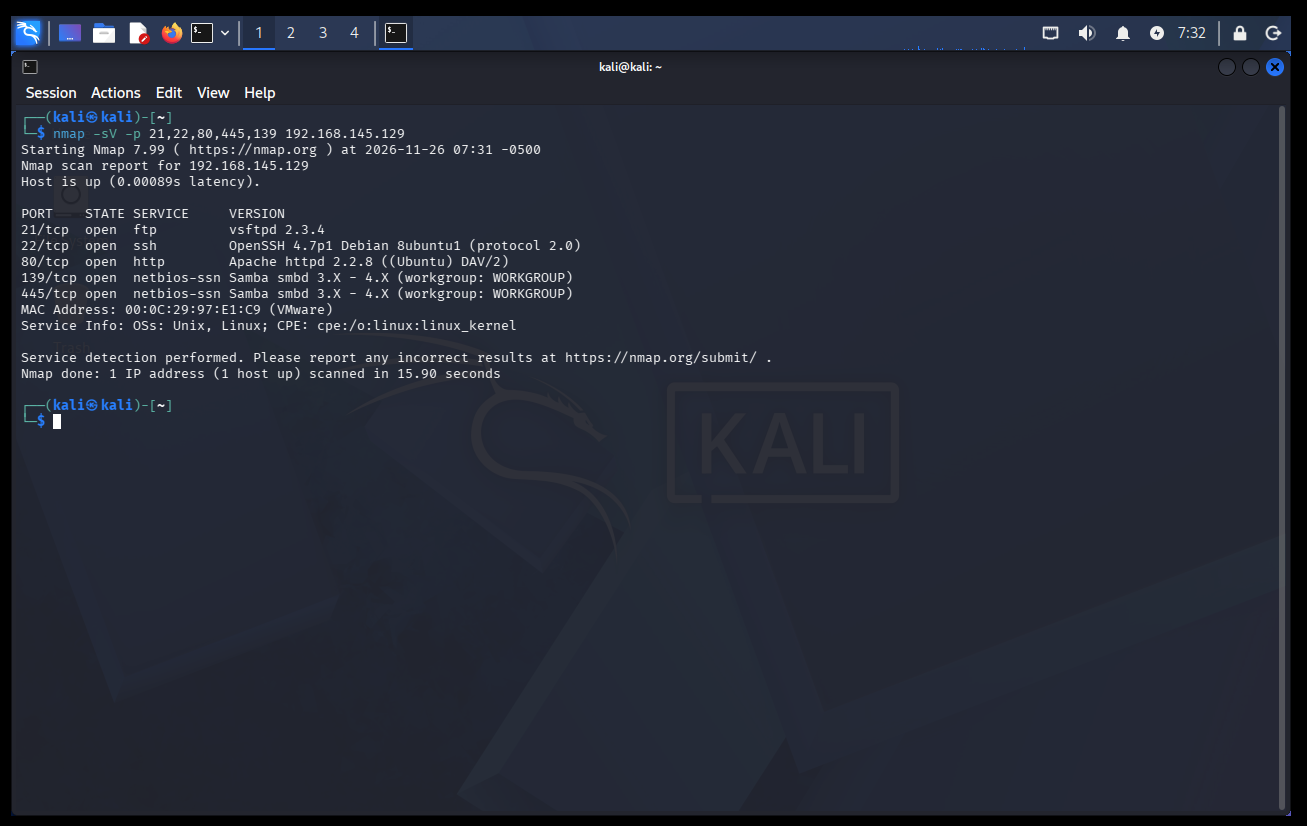 1 2 3 4 7:32
kali@kali: ~
Session Actions Edit View Help
┌──(kali㉿kali)-[~]
└─$ nmap -sV -p 21,22,80,445,139 192.168.145.129
Starting Nmap 7.99 ( https://nmap.org ) at 2026-11-26 07:31 -0500
Nmap scan report for 192.168.145.129
Host is up (0.00089s latency).
PORT    STATE SERVICE     VERSION
21/tcp  open  ftp         vsftpd 2.3.4
22/tcp  open  ssh         OpenSSH 4.7p1 Debian 8ubuntu1 (protocol 2.0)
80/tcp  open  http        Apache httpd 2.2.8 ((Ubuntu) DAV/2)
139/tcp open  netbios-ssn Samba smbd 3.X - 4.X (workgroup: WORKGROUP)
445/tcp open  netbios-ssn Samba smbd 3.X - 4.X (workgroup: WORKGROUP)
MAC Address: 00:0C:29:97:E1:C9 (VMware)
Service Info: OSs: Unix, Linux; CPE: cpe:/o:linux:linux_kernel
Service detection performed. Please report any incorrect results at https://nmap.org/submit/ .
Nmap done: 1 IP address (1 host up) scanned in 15.90 seconds
┌──(kali㉿kali)-[~]
└─$
KALI